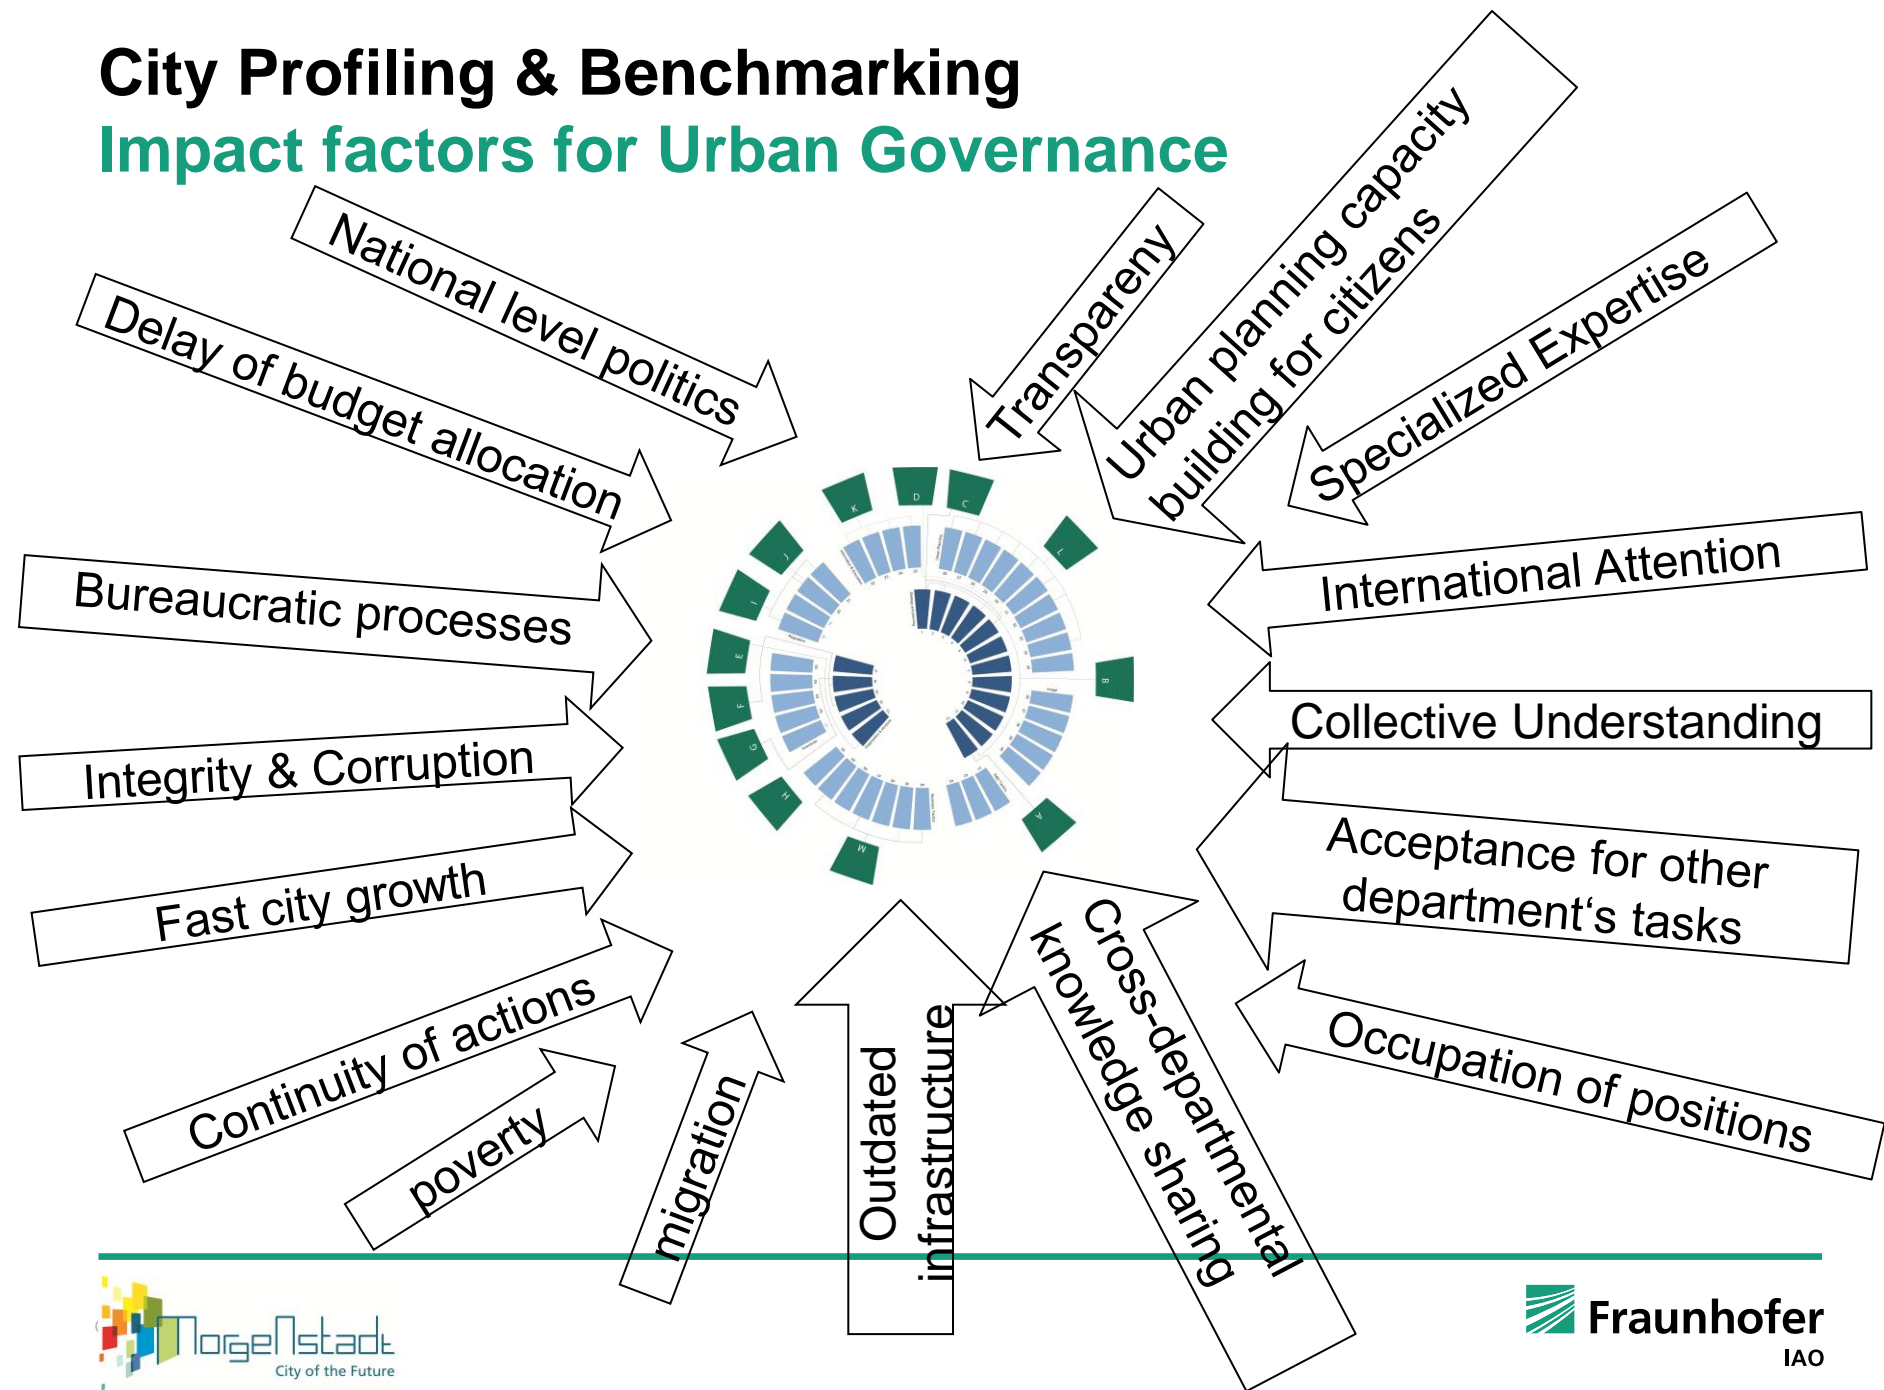 City Profiling & Benchmarking
Impact factors for Urban Governance
National level politics
Delay of budget allocation
Bureaucratic processes
Integrity & Corruption
Fast city growth
Continuity of actions
poverty
migration
Outdated
infrastructure
Cross-departmental
knowledge sharing
Occupation of positions
Acceptance for other
department‘s tasks
Collective Understanding
International Attention
Specialized Expertise
Urban planning capacity
building for citizens
Transpareny
K
D
C
L
B
A
M
H
G
F
E
I
J
MorgeNstadt
City of the Future
Fraunhofer
IAO